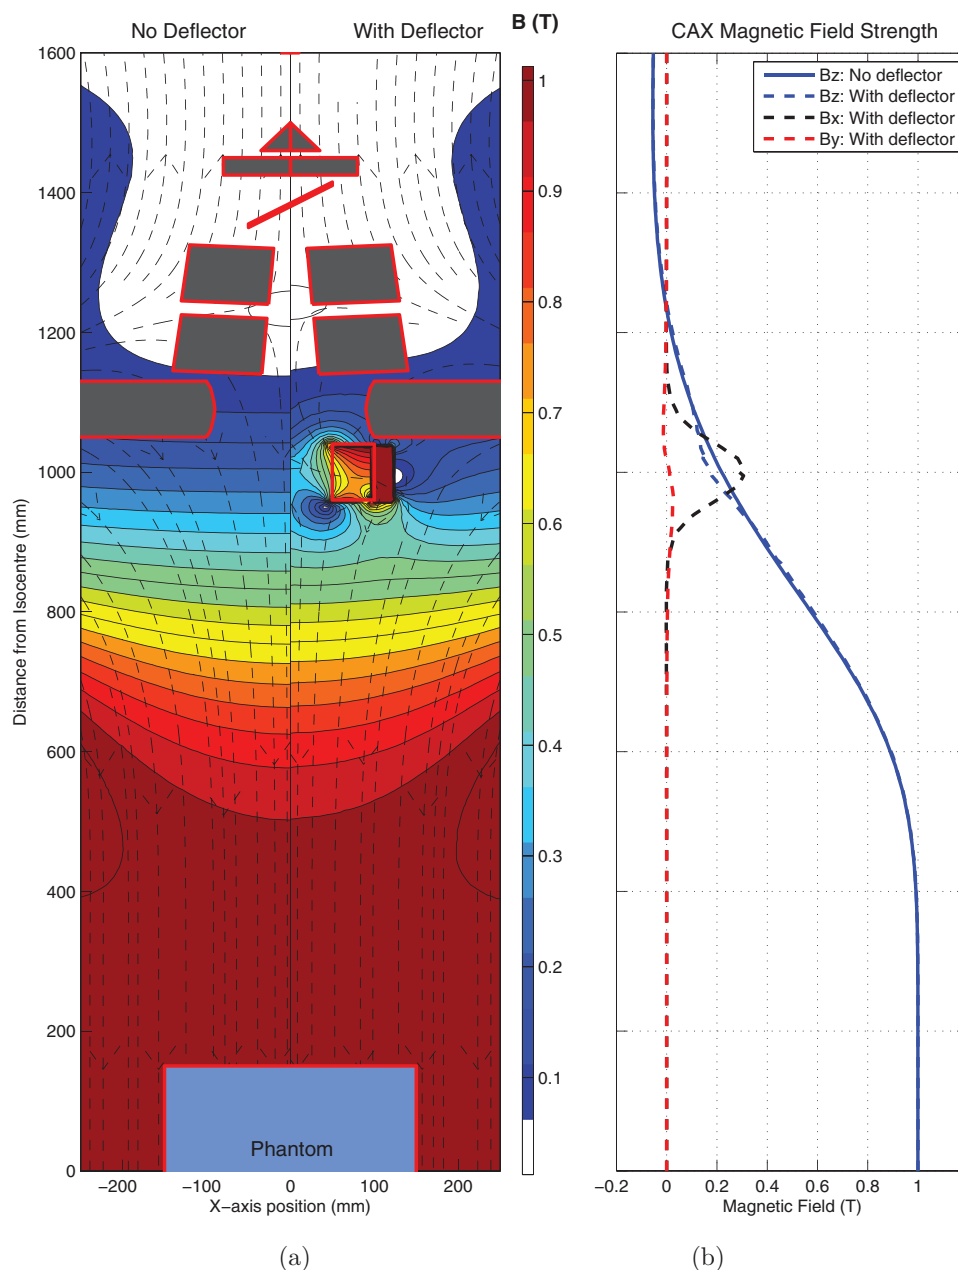 No Deflector
With Deflector
B (T)
CAX Magnetic Field Strength
Bz: No deflector
Bz: With deflector
Bx: With deflector
By: With deflector
1600
1400
1200
1000
800
600
400
200
0
Distance from Isocentre (mm)
Phantom
−200
−100
0
100
200
X−axis position (mm)
1
0.9
0.8
0.7
0.6
0.5
0.4
0.3
0.2
0.1
−0.2
0
0.2
0.4
0.6
0.8
1
Magnetic Field (T)
(a)
(b)